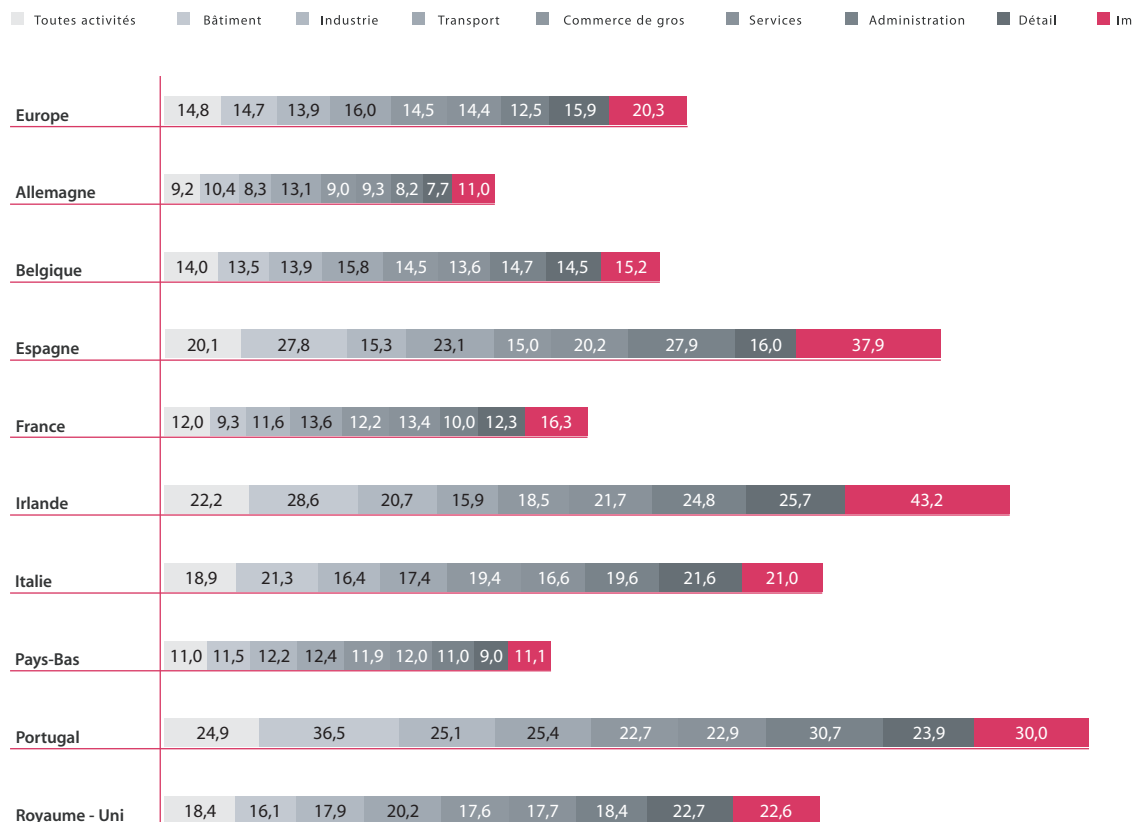 Toutes activités Bâtiment Industrie Transport Commerce de gros Services Administration Détail Im
Europe 14,8 14,7 13,9 16,0 14,5 14,4 12,5 15,9 20,3
Allemagne 9,2 10,4 8,3 13,1 9,0 9,3 8,2 7,7 11,0
Belgique 14,0 13,5 13,9 15,8 14,5 13,6 14,7 14,5 15,2
Espagne 20,1 27,8 15,3 23,1 15,0 20,2 27,9 16,0 37,9
France 12,0 9,3 11,6 13,6 12,2 13,4 10,0 12,3 16,3
Irlande 22,2 28,6 20,7 15,9 18,5 21,7 24,8 25,7 43,2
Italie 18,9 21,3 16,4 17,4 19,4 16,6 19,6 21,6 21,0
Pays-Bas 11,0 11,5 12,2 12,4 11,9 12,0 11,0 9,0 11,1
Portugal 24,9 36,5 25,1 25,4 22,7 22,9 30,7 23,9 30,0
Royaume - Uni 18,4 16,1 17,9 20,2 17,6 17,7 18,4 22,7 22,6